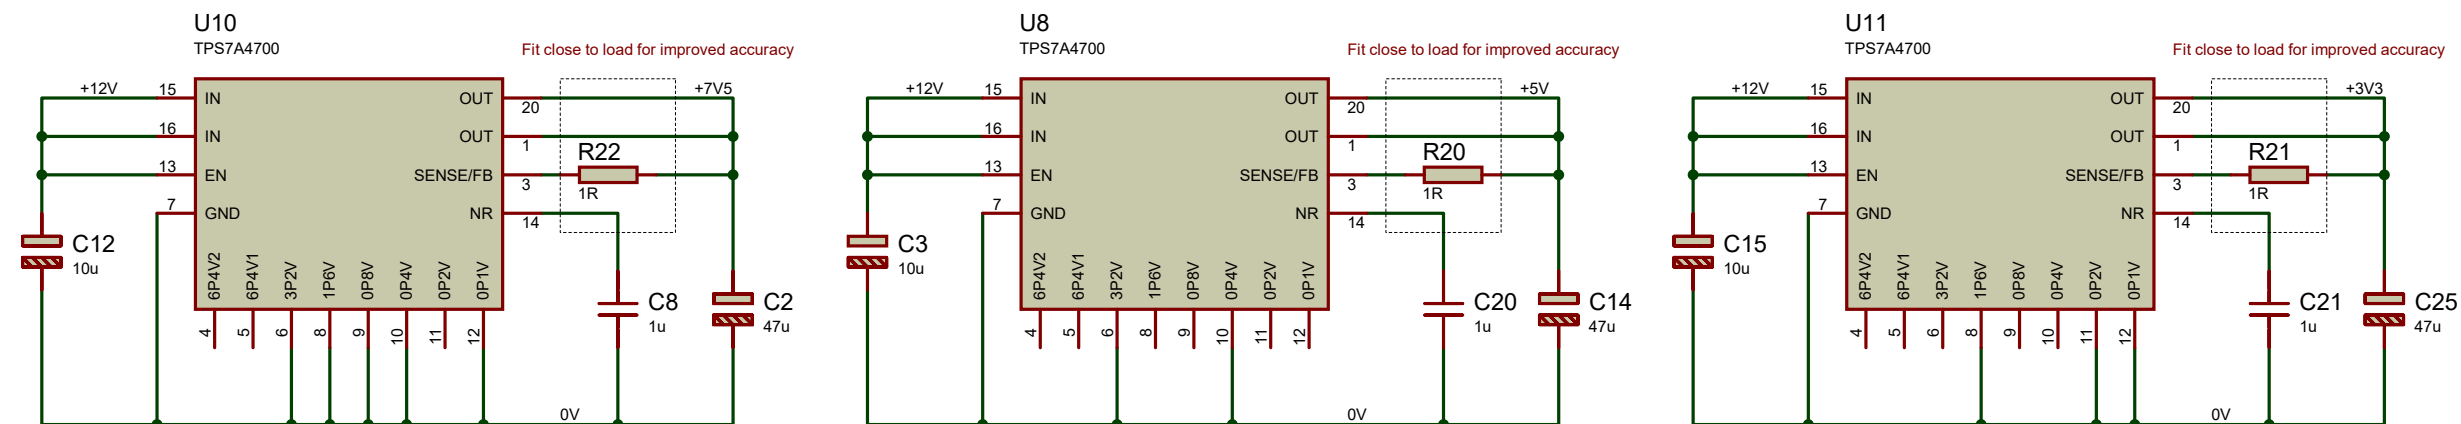 U10
TPS7A4700
Fit close to load for improved accuracy
+12V
+7V5
15 IN OUT 20
16 IN OUT 1
13 EN SENSE/FB 3
R22
1R
7 GND NR 14
C12
10u
6P4V2 6P4V1 3P2V 1P6V 0P8V 0P4V 0P2V 0P1V
4 5 6 8 9 10 11 12
C8
1u
C2
47u
0V
U8
TPS7A4700
Fit close to load for improved accuracy
+12V
+5V
15 IN OUT 20
16 IN OUT 1
13 EN SENSE/FB 3
R20
1R
7 GND NR 14
C3
10u
6P4V2 6P4V1 3P2V 1P6V 0P8V 0P4V 0P2V 0P1V
4 5 6 8 9 10 11 12
C20
1u
C14
47u
0V
U11
TPS7A4700
Fit close to load for improved accuracy
+12V
+3V3
15 IN OUT 20
16 IN OUT 1
13 EN SENSE/FB 3
R21
1R
7 GND NR 14
C15
10u
6P4V2 6P4V1 3P2V 1P6V 0P8V 0P4V 0P2V 0P1V
4 5 6 8 9 10 11 12
C21
1u
C25
47u
0V